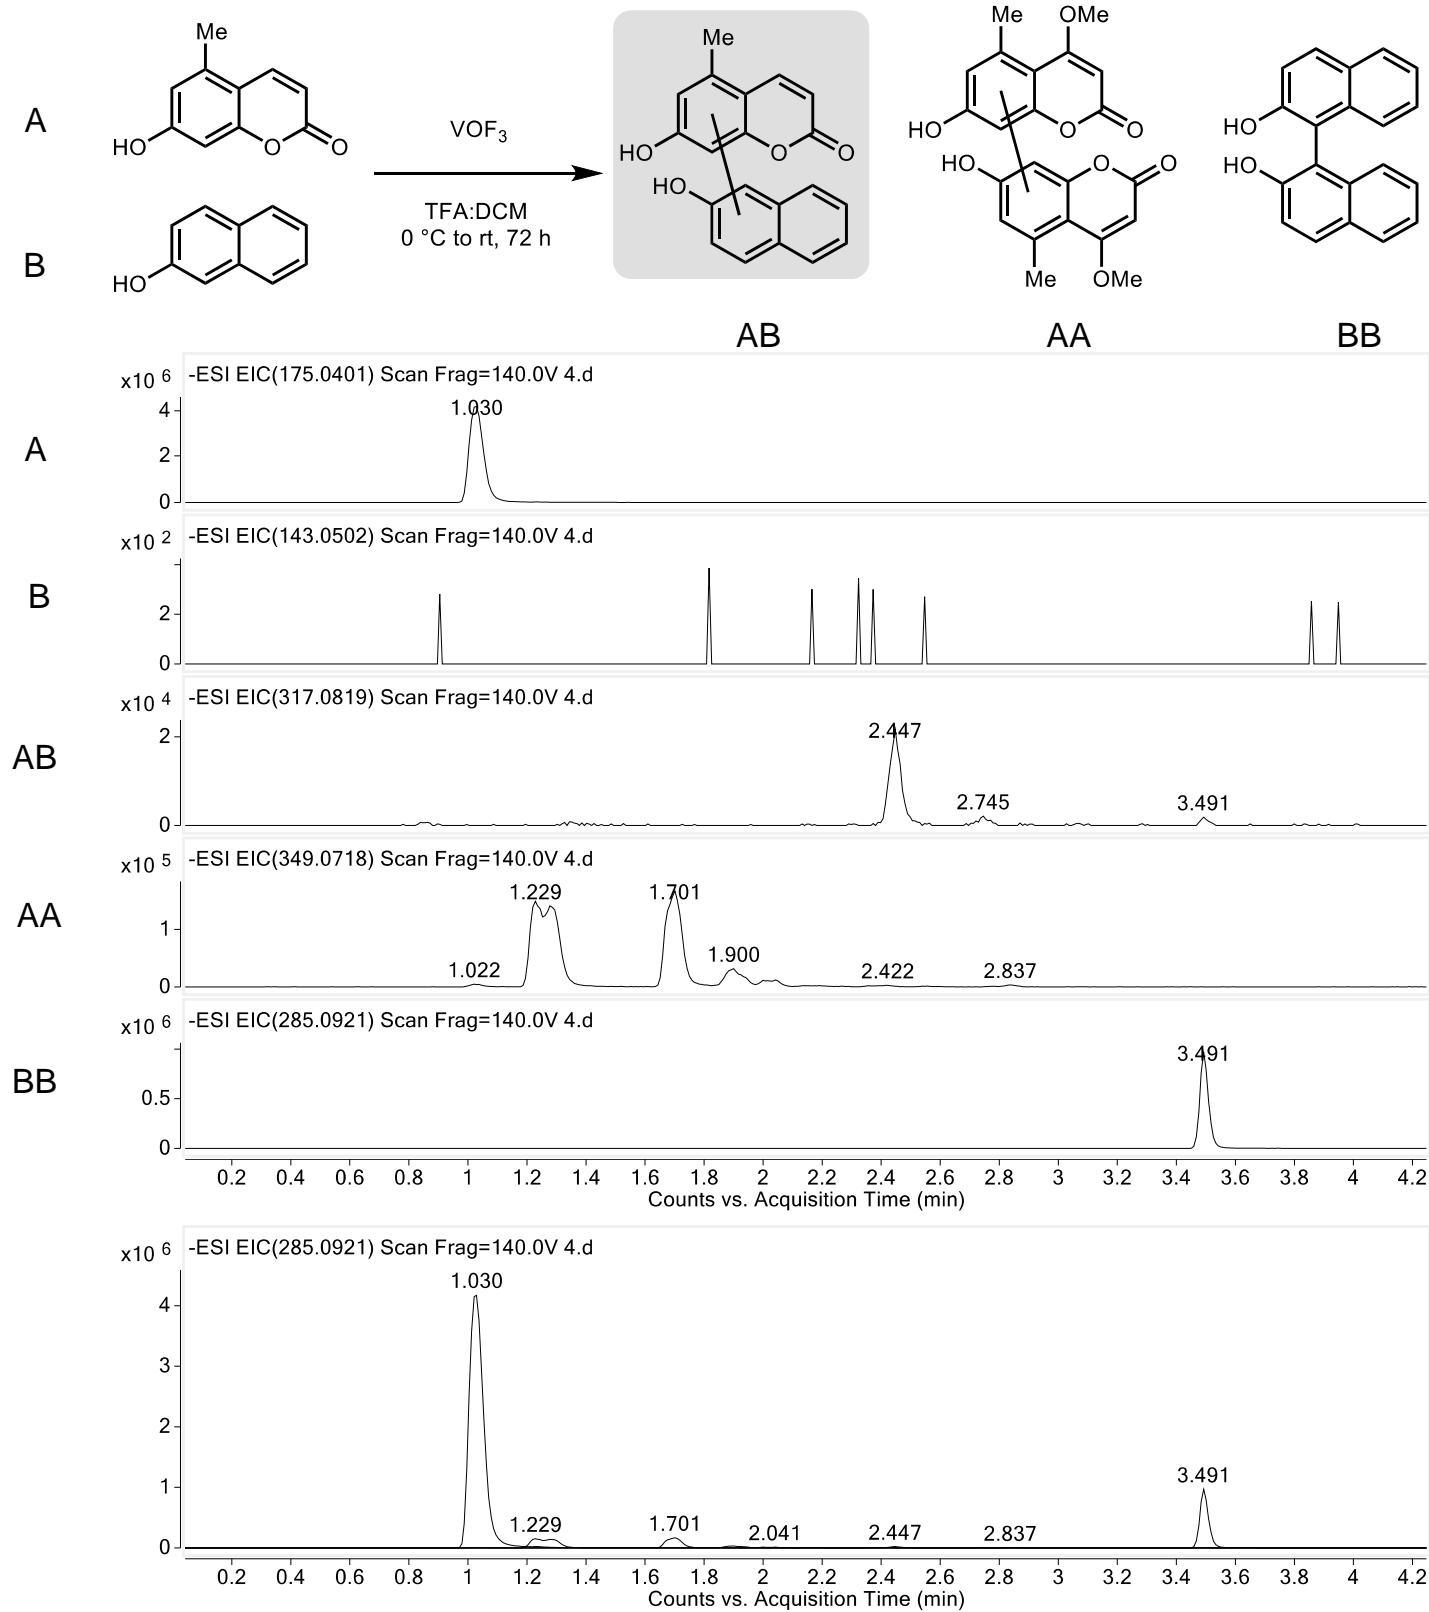 Me
HO
O
O
A
HO
B
VOF3
TFA:DCM
0 °C to rt, 72 h
Me
HO
O
O
HO
AB
Me
OMe
HO
O
O
HO
O
O
Me
OMe
AA
HO
HO
BB
A
x10 6
-ESI EIC(175.0401) Scan Frag=140.0V 4.d
4
2
0
1.030
B
x10 2
-ESI EIC(143.0502) Scan Frag=140.0V 4.d
2
0
AB
x10 4
-ESI EIC(317.0819) Scan Frag=140.0V 4.d
2
0
2.447
2.745
3.491
AA
x10 5
-ESI EIC(349.0718) Scan Frag=140.0V 4.d
1
0
1.022
1.229
1.701
1.900
2.422
2.837
BB
x10 6
-ESI EIC(285.0921) Scan Frag=140.0V 4.d
0.5
0
3.491
0.2 0.4 0.6 0.8 1 1.2 1.4 1.6 1.8 2 2.2 2.4 2.6 2.8 3 3.2 3.4 3.6 3.8 4 4.2
Counts vs. Acquisition Time (min)
x10 6
-ESI EIC(285.0921) Scan Frag=140.0V 4.d
4
3
2
1
0
1.030
1.229
1.701
2.041
2.447
2.837
3.491
0.2 0.4 0.6 0.8 1 1.2 1.4 1.6 1.8 2 2.2 2.4 2.6 2.8 3 3.2 3.4 3.6 3.8 4 4.2
Counts vs. Acquisition Time (min)